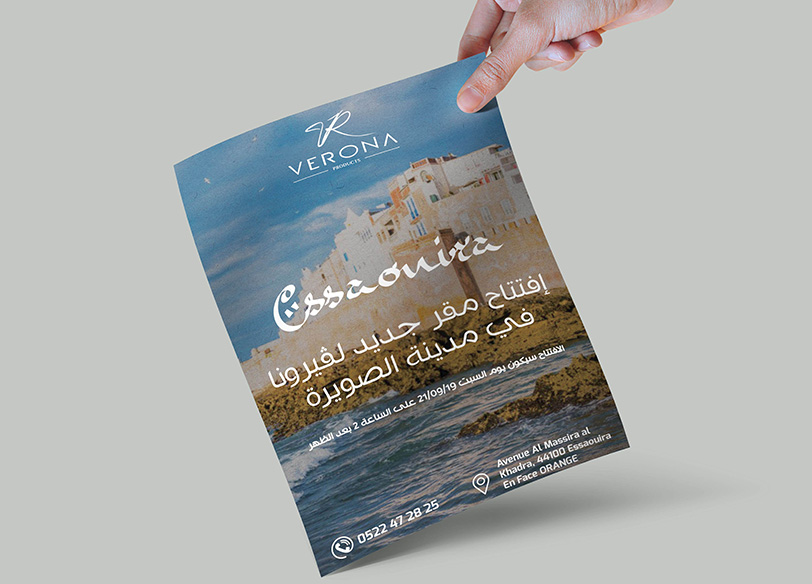 VR
VERONA
PRODUCTS
Essaouira
إفتتاح مقر جديد لڤيرونا
في مدينة الصويرة
الافتتاح سيكون يوم السبت 21/09/19 على الساعة 2 بعد الظهر
Avenue AL Massira al
Khadra, 44100 Essaouira
En Face ORANGE
0522 47 28 25